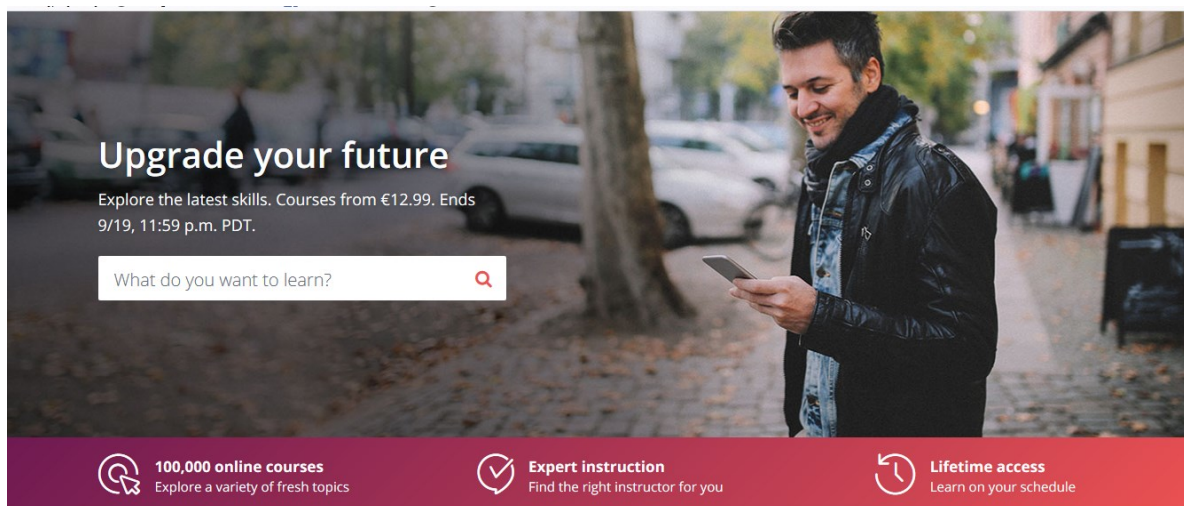 Upgrade your future
Explore the latest skills. Courses from €12.99. Ends
9/19, 11:59 p.m. PDT.
What do you want to learn?
100,000 online courses
Explore a variety of fresh topics
Expert instruction
Find the right instructor for you
Lifetime access
Learn on your schedule